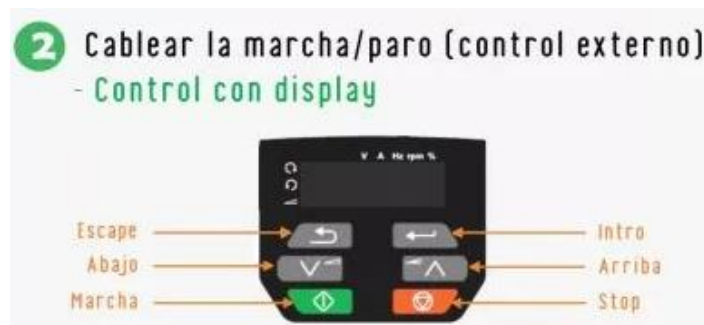 2 Cablear la marcha/paro (control externo)
- Control con display
V A Hz rpm %
Escape Intro
Abajo Arriba
Marcha Stop